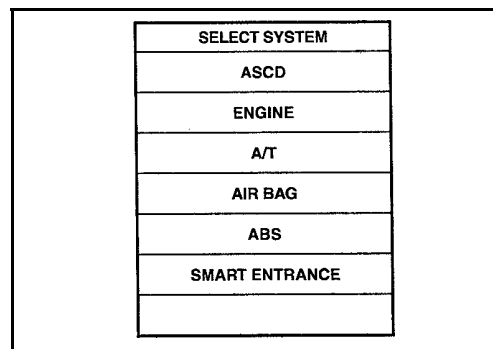 SELECT SYSTEM
ASCD
ENGINE
A/T
AIR BAG
ABS
SMART ENTRANCE